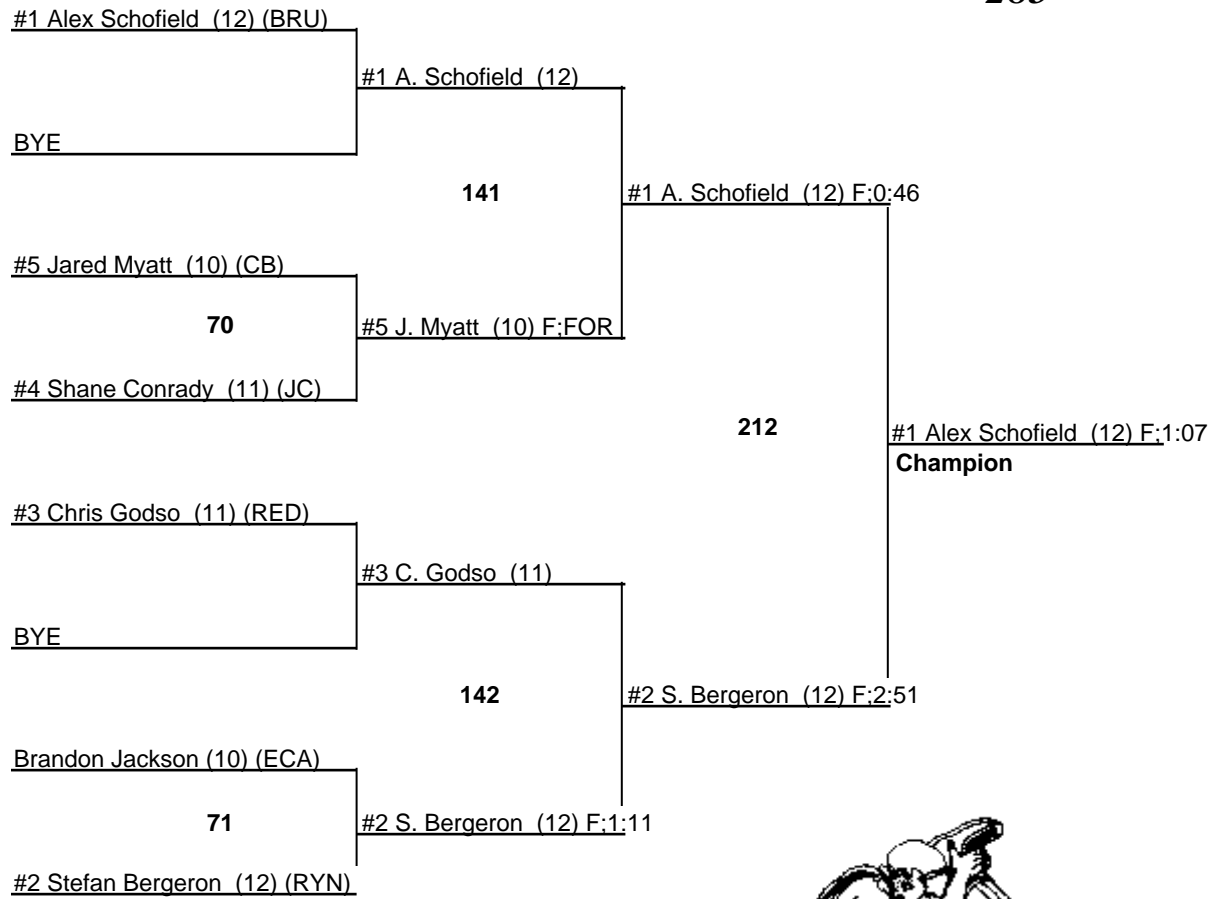 #1 Alex Schofield (12) (BRU)
#1 A. Schofield (12)
BYE
141
#1 A. Schofield (12) F;0:46
#5 Jared Myatt (10) (CB)
70
#5 J. Myatt (10) F;FOR
#4 Shane Conrady (11) (JC)
212
#1 Alex Schofield (12) F;1:07
Champion
#3 Chris Godso (11) (RED)
#3 C. Godso (11)
BYE
142
#2 S. Bergeron (12) F;2:51
Brandon Jackson (10) (ECA)
71
#2 S. Bergeron (12) F;1:11
#2 Stefan Bergeron (12) (RYN)